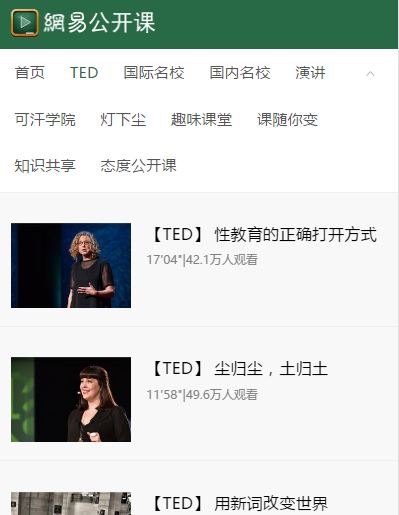 網易公开课
首页 TED 国际名校 国内名校 演讲
可汗学院 灯下尘 趣味课堂 课随你变
知识共享 态度公开课
【TED】 性教育的正确打开方式
17'04"|42.1万人观看
【TED】 尘归尘，土归土
11'58"|49.6万人观看
【TED】 用新词改变世界